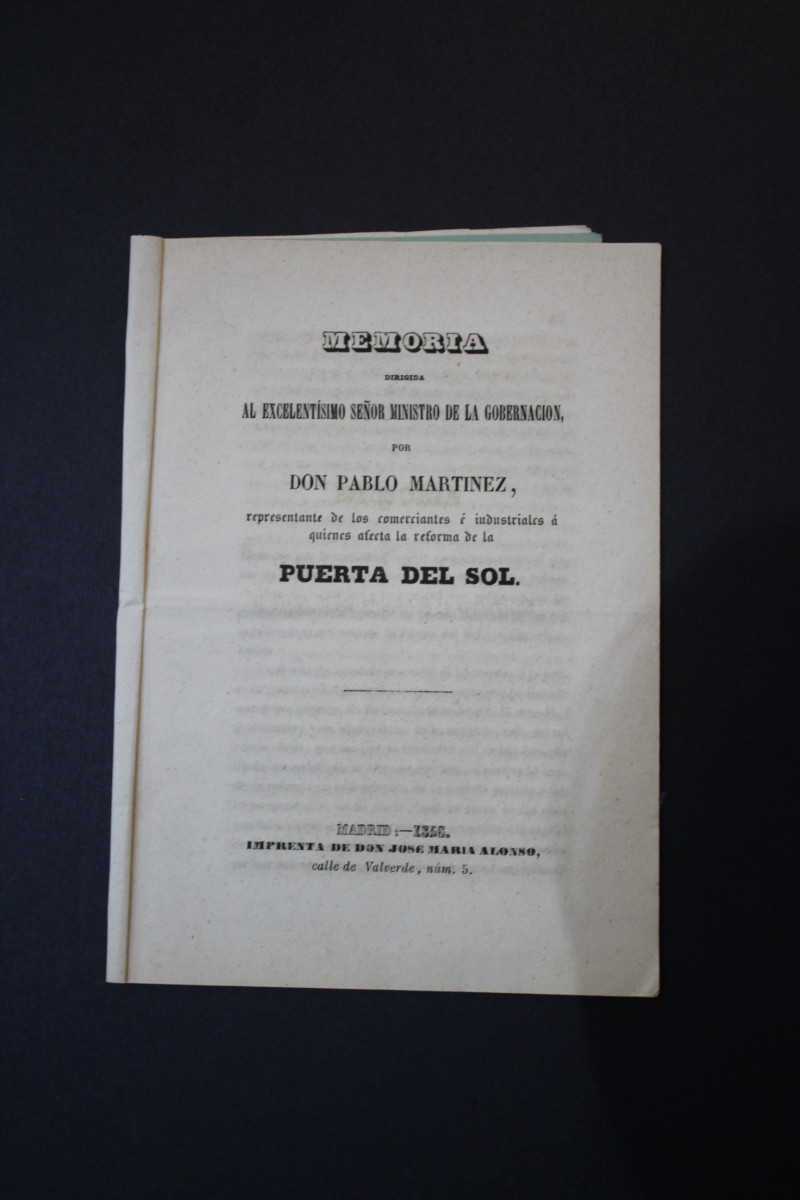 MEMORIA
DIRIGIDA
AL EXCELENTÍSIMO SEÑOR MINISTRO DE LA GOBERNACION,
POR
DON PABLO MARTINEZ,
representante de los comerciantes é industriales á
quienes afecta la reforma de la
PUERTA DEL SOL.
MADRID:—
IMPRENTA DE DON JOSÉ MARIA ALONSO,
calle de Valverde, núm. 5.